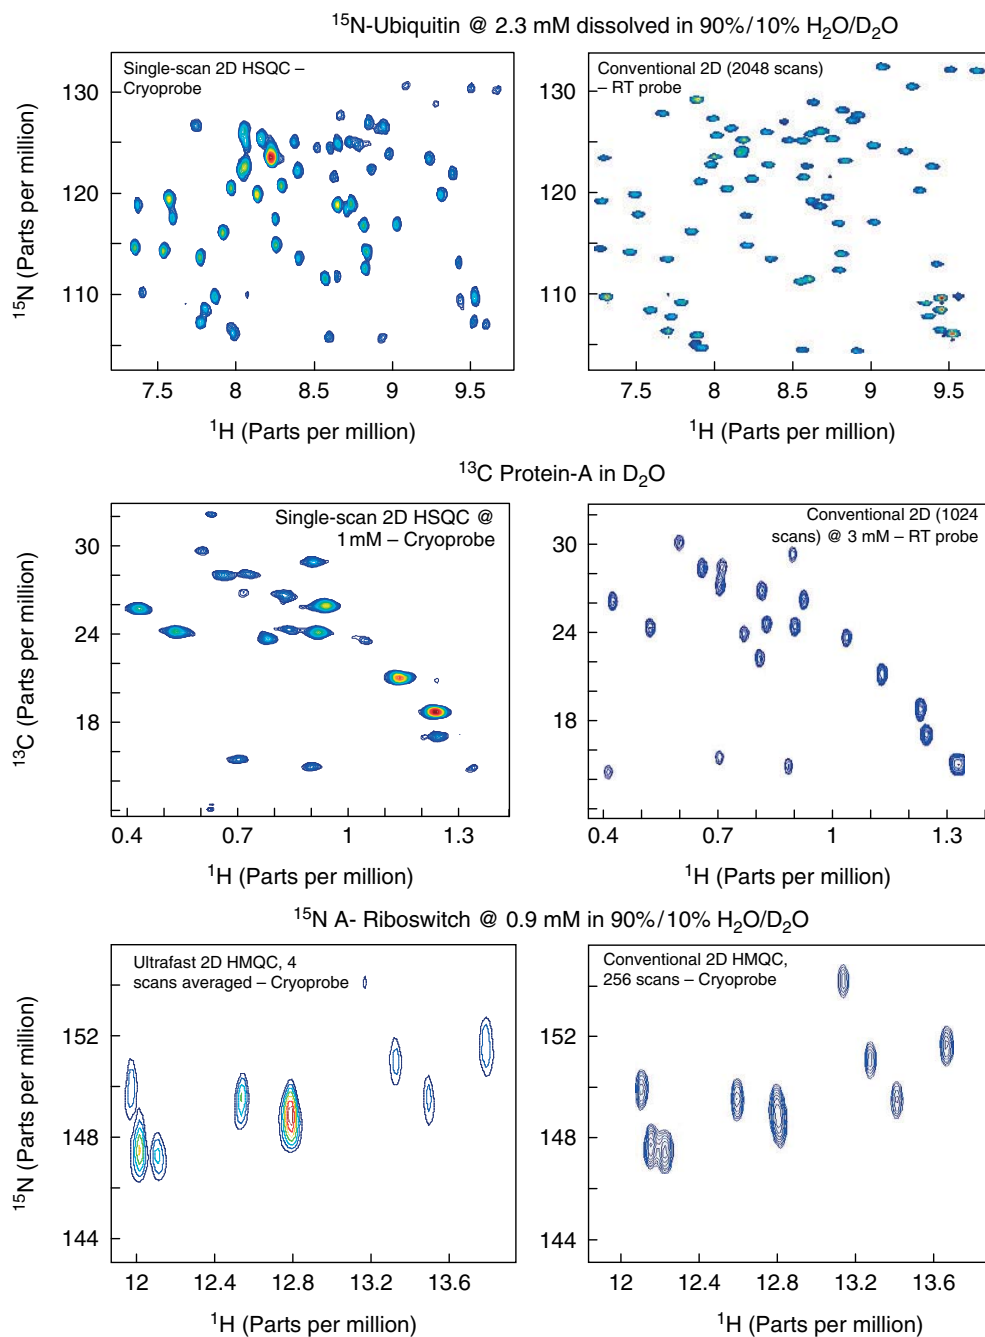 ¹⁵N-Ubiquitin @ 2.3 mM dissolved in 90%/10% H₂O/D₂O
Single-scan 2D HSQC –
Cryoprobe
Conventional 2D (2048 scans)
– RT probe
130
120
110
¹⁵N (Parts per million)
7.5 8 8.5 9 9.5
¹H (Parts per million)
130
120
110
7.5 8 8.5 9 9.5
¹H (Parts per million)
¹³C Protein-A in D₂O
Single-scan 2D HSQC @
1 mM – Cryoprobe
Conventional 2D (1024
scans) @ 3 mM – RT probe
30
24
18
¹³C (Parts per million)
0.4 0.7 1 1.3
¹H (Parts per million)
30
24
18
0.4 0.7 1 1.3
¹H (Parts per million)
¹⁵N A- Riboswitch @ 0.9 mM in 90%/10% H₂O/D₂O
Ultrafast 2D HMQC, 4
scans averaged – Cryoprobe
Conventional 2D HMQC,
256 scans – Cryoprobe
152
148
144
¹⁵N (Parts per million)
12 12.4 12.8 13.2 13.6
¹H (Parts per million)
152
148
144
12 12.4 12.8 13.2 13.6
¹H (Parts per million)